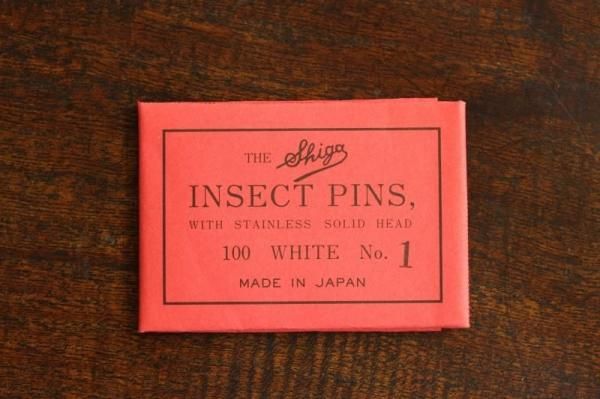 THE Shiga
INSECT PINS,
WITH STAINLESS SOLID HEAD
100 WHITE No. 1
MADE IN JAPAN